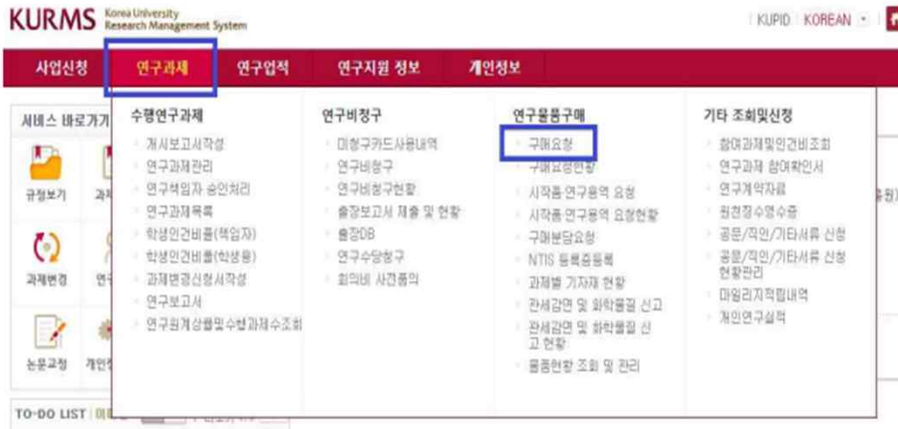 KURMS Korea University
Research Management System
KUPID KOREAN
사업신청 연구과제 연구업적 연구지원 정보 개인정보
서비스 바로가기
규정보기
과제변경
논문교정
TO-DO LIST
수행연구과제
개시보고서작성
연구과제관리
연구책임자 승인처리
연구과제목록
학생인건비풀(책임자)
학생인건비풀(학생용)
과제변경신청서작성
연구보고서
연구원계상률및수행과제수조회
연구비청구
미청구카드사용내역
연구비청구
연구비청구현황
출장보고서 제출 및 현황
출장DB
연구수당청구
회의비 사전품의
연구물품구매
구매요청
구매요청현황
시작품·연구용역 요청
시작품·연구용역 요청현황
구매분담요청
NTIS 등록증등록
과제별 기자재 현황
관세감면 및 화학물질 신고
관세감면 및 화학물질 신
고 현황
물품현황 조회 및 관리
기타 조회및신청
참여과제및인건비조회
연구과제 참여확인서
연구계약자료
원천징수영수증
공문/직인/기타서류 신청
공문/직인/기타서류 신청
현황관리
마일리지적립내역
개인연구실적